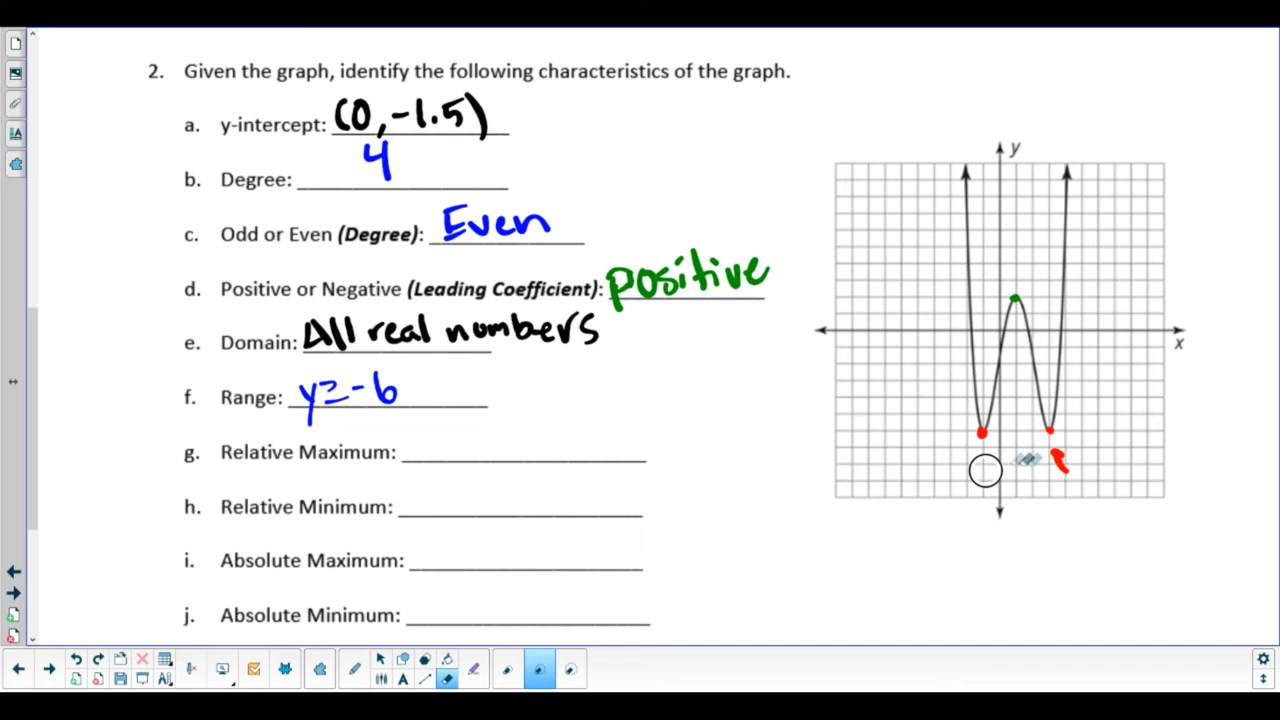 2. Given the graph, identify the following characteristics of the graph.
a. y-intercept: (0,-1.5)
b. Degree: 4
c. Odd or Even (Degree): Even
d. Positive or Negative (Leading Coefficient): positive
e. Domain: All real numbers
f. Range: y≥-6
g. Relative Maximum:
h. Relative Minimum:
i. Absolute Maximum:
j. Absolute Minimum:
y
x